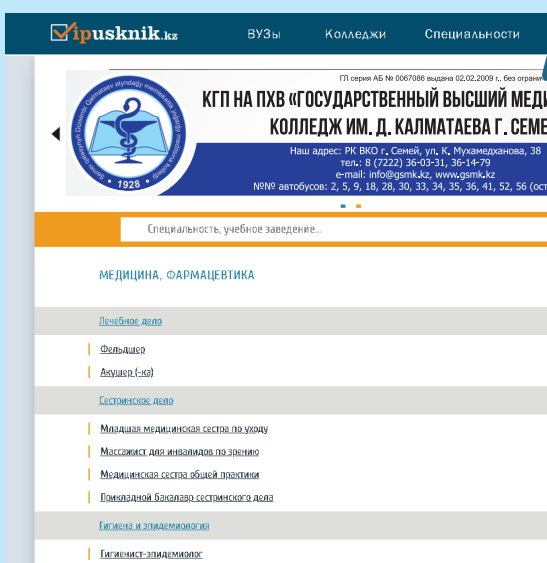 Vipusknik.kz
ВУЗы Колледжи Специальности
ГЛ серия АБ № 0067086 выдана 02.02.2009 г., без ограни
КГП НА ПХВ «ГОСУДАРСТВЕННЫЙ ВЫСШИЙ МЕДИ
КОЛЛЕДЖ ИМ. Д. КАЛМАТАЕВА Г. СЕМЕ
Наш адрес: РК ВКО г. Семей, ул. К. Мухамедханова, 38
тел.: 8 (7222) 36-03-31, 36-14-79
e-mail: info@gsmk.kz, www.gsmk.kz
№№ автобусов: 2, 5, 9, 18, 28, 30, 33, 34, 35, 36, 41, 52, 56 (ост
1928
Специальность, учебное заведение...
МЕДИЦИНА, ФАРМАЦЕВТИКА
Лечебное дело
Фельдшер
Акушер (-ка)
Сестринское дело
Младшая медицинская сестра по уходу
Массажист для инвалидов по зрению
Медицинская сестра общей практики
Прикладной бакалавр сестринского дела
Гигиена и эпидемиология
Гигиенист-эпидемиолог